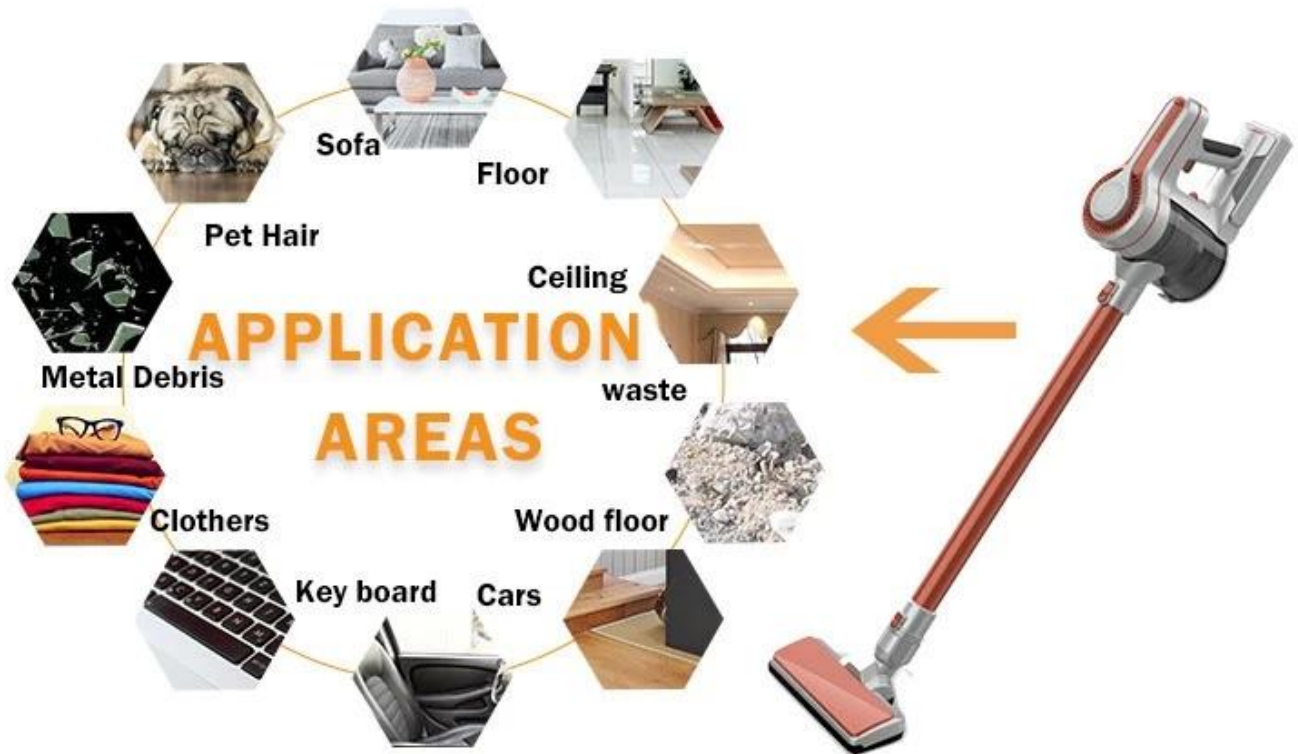 Sofa
Floor
Pet Hair
Ceiling
APPLICATION
Metal Debris
waste
AREAS
Clothers
Wood floor
Key board
Cars